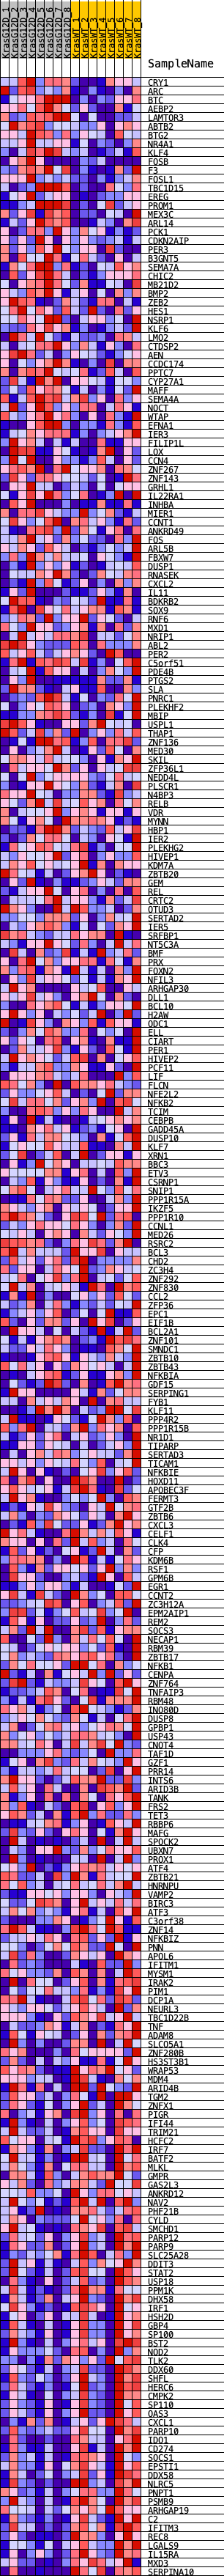 KrasG12D_1
KrasG12D_2
KrasG12D_3
KrasG12D_4
KrasG12D_5
KrasG12D_6
KrasG12D_7
KrasG12D_8
KrasWT_1
KrasWT_2
KrasWT_3
KrasWT_4
KrasWT_5
KrasWT_6
KrasWT_7
KrasWT_8
SampleName
CRY1
ARC
BTC
AEBP2
LAMTOR3
ABTB2
BTG2
NR4A1
KLF4
FOSB
F3
FOSL1
TBC1D15
EREG
PROM1
MEX3C
ARL14
PCK1
CDKN2AIP
PER3
B3GNT5
SEMA7A
CHIC2
MB21D2
BMP2
ZEB2
HES1
NSRP1
KLF6
LMO2
CTDSP2
AEN
CCDC174
PPTC7
CYP27A1
MAFF
SEMA4A
NOCT
WTAP
EFNA1
IER3
FILIP1L
LOX
CCN4
ZNF267
ZNF143
GRHL1
IL22RA1
INHBA
MIER1
CCNT1
ANKRD49
FOS
ARL5B
FBXW7
DUSP1
RNASEK
CXCL2
IL11
BDKRB2
SOX9
RNF6
MXD1
NRIP1
ABL2
PER2
C5orf51
PDE4B
PTGS2
SLA
PNRC1
PLEKHF2
MBIP
USPL1
THAP1
ZNF136
MED30
SKIL
ZFP36L1
NEDD4L
PLSCR1
N4BP3
RELB
VDR
MYNN
HBP1
IER2
PLEKHG2
HIVEP1
KDM7A
ZBTB20
GEM
REL
CRTC2
OTUD3
SERTAD2
IER5
SRFBP1
NT5C3A
BMF
PRX
FOXN2
NFIL3
ARHGAP30
DLL1
BCL10
H2AW
ODC1
ELL
CIART
PER1
HIVEP2
PCF11
LIF
FLCN
NFE2L2
NFKB2
TCIM
CEBPB
GADD45A
DUSP10
KLF7
XRN1
BBC3
ETV3
CSRNP1
SNIP1
PPP1R15A
IKZF5
PPP1R10
CCNL1
MED26
RSRC2
BCL3
CHD2
ZC3H4
ZNF292
ZNF830
CCL2
ZFP36
EPC1
EIF1B
BCL2A1
ZNF101
SMNDC1
ZBTB10
ZBTB43
NFKBIA
GDF15
SERPING1
FYB1
KLF11
PPP4R2
PPP1R15B
NR1D1
TIPARP
SERTAD3
TICAM1
NFKBIE
HOXD11
APOBEC3F
FERMT3
GTF2B
ZBTB6
CXCL3
CELF1
CLK4
CFP
KDM6B
RSF1
GPM6B
EGR1
CCNT2
ZC3H12A
EPM2AIP1
REM2
SOCS3
NECAP1
RBM39
ZBTB17
NFKB1
CENPA
ZNF764
TNFAIP3
RBM48
INO80D
DUSP8
GPBP1
USP43
CNOT4
TAF1D
GZF1
PRR14
INTS6
ARID3B
TANK
FRS2
TET3
RBBP6
MAFG
SPOCK2
UBXN7
PROX1
ATF4
ZBTB21
HNRNPU
VAMP2
BIRC3
ATF3
C3orf38
ZNF14
NFKBIZ
PNN
APOL6
IFITM1
MYSM1
IRAK2
PIM1
DCP1A
NEURL3
TBC1D22B
TNF
ADAM8
SLCO5A1
ZNF280B
HS3ST3B1
WRAP53
MDM4
ARID4B
TGM2
ZNFX1
PIGR
IFI44
TRIM21
HCFC2
IRF7
BATF2
MLKL
GMPR
GAS2L3
ANKRD12
NAV2
PHF21B
CYLD
SMCHD1
PARP12
PARP9
SLC25A28
DDIT3
STAT2
USP18
PPM1K
DHX58
IRF1
HSH2D
GBP4
SP100
BST2
NOD2
TLK2
DDX60
SHFL
HERC6
CMPK2
SP110
OAS3
CXCL1
PARP10
IDO1
CD274
SOCS1
EPSTI1
DDX58
NLRC5
PNPT1
PSMB9
ARHGAP19
C2
IFITM3
REC8
LGALS9
IL15RA
MXD3
SERPINA10